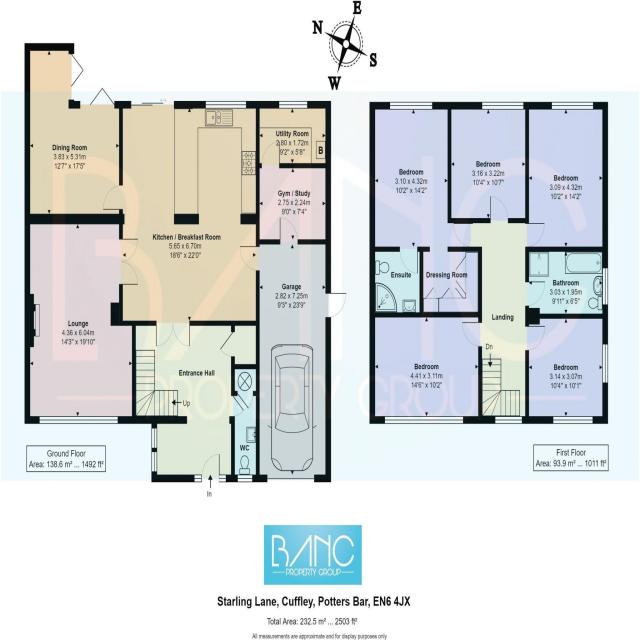 N
E
S
W
Dining Room
3.83 x 5.31m
12'7" x 17'5"
Utility Room
2.80 x 1.72m
9'2" x 5'8"
B
Gym / Study
2.75 x 2.24m
9'0" x 7'4"
Kitchen / Breakfast Room
5.65 x 6.70m
18'6" x 22'0"
Garage
2.82 x 7.25m
9'3" x 23'9"
Lounge
4.36 x 6.04m
14'3" x 19'10"
Entrance Hall
Up
WC
In
Ground Floor
Area: 138.6 m² ... 1492 ft²
Bedroom
3.10 x 4.32m
10'2" x 14'2"
Bedroom
3.16 x 3.22m
10'4" x 10'7"
Bedroom
3.09 x 4.32m
10'2" x 14'2"
Ensuite
Dressing Room
Bathroom
3.03 x 1.95m
9'11" x 6'5"
Landing
Dn
Bedroom
4.41 x 3.11m
14'6" x 10'2"
Bedroom
3.14 x 3.07m
10'4" x 10'1"
First Floor
Area: 93.9 m² ... 1011 ft²
BANC
PROPERTY GROUP
BANC
PROPERTY GROUP
Starling Lane, Cuffley, Potters Bar, EN6 4JX
Total Area: 232.5 m² ... 2503 ft²
All measurements are approximate and for display purposes only